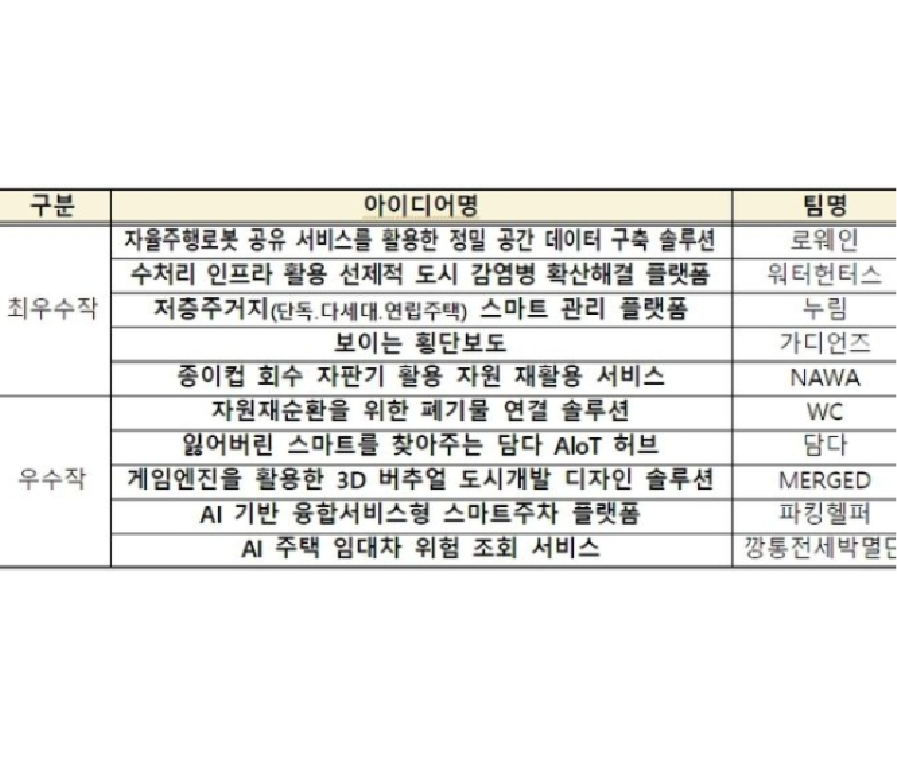 구분 아이디어명 팀명
최우수작 자율주행로봇 공유 서비스를 활용한 정밀 공간 데이터 구축 솔루션 로웨인
수처리 인프라 활용 선제적 도시 감염병 확산해결 플랫폼 워터헌터스
저층주거지(단독.다세대.연립주택) 스마트 관리 플랫폼 누림
보이는 횡단보도 가디언즈
종이컵 회수 자판기 활용 자원 재활용 서비스 NAWA
우수작 자원재순환을 위한 폐기물 연결 솔루션 WC
잃어버린 스마트를 찾아주는 담다 AIoT 허브 담다
게임엔진을 활용한 3D 버추얼 도시개발 디자인 솔루션 MERGED
AI 기반 융합서비스형 스마트주차 플랫폼 파킹헬퍼
AI 주택 임대차 위험 조회 서비스 깡통전세박멸단